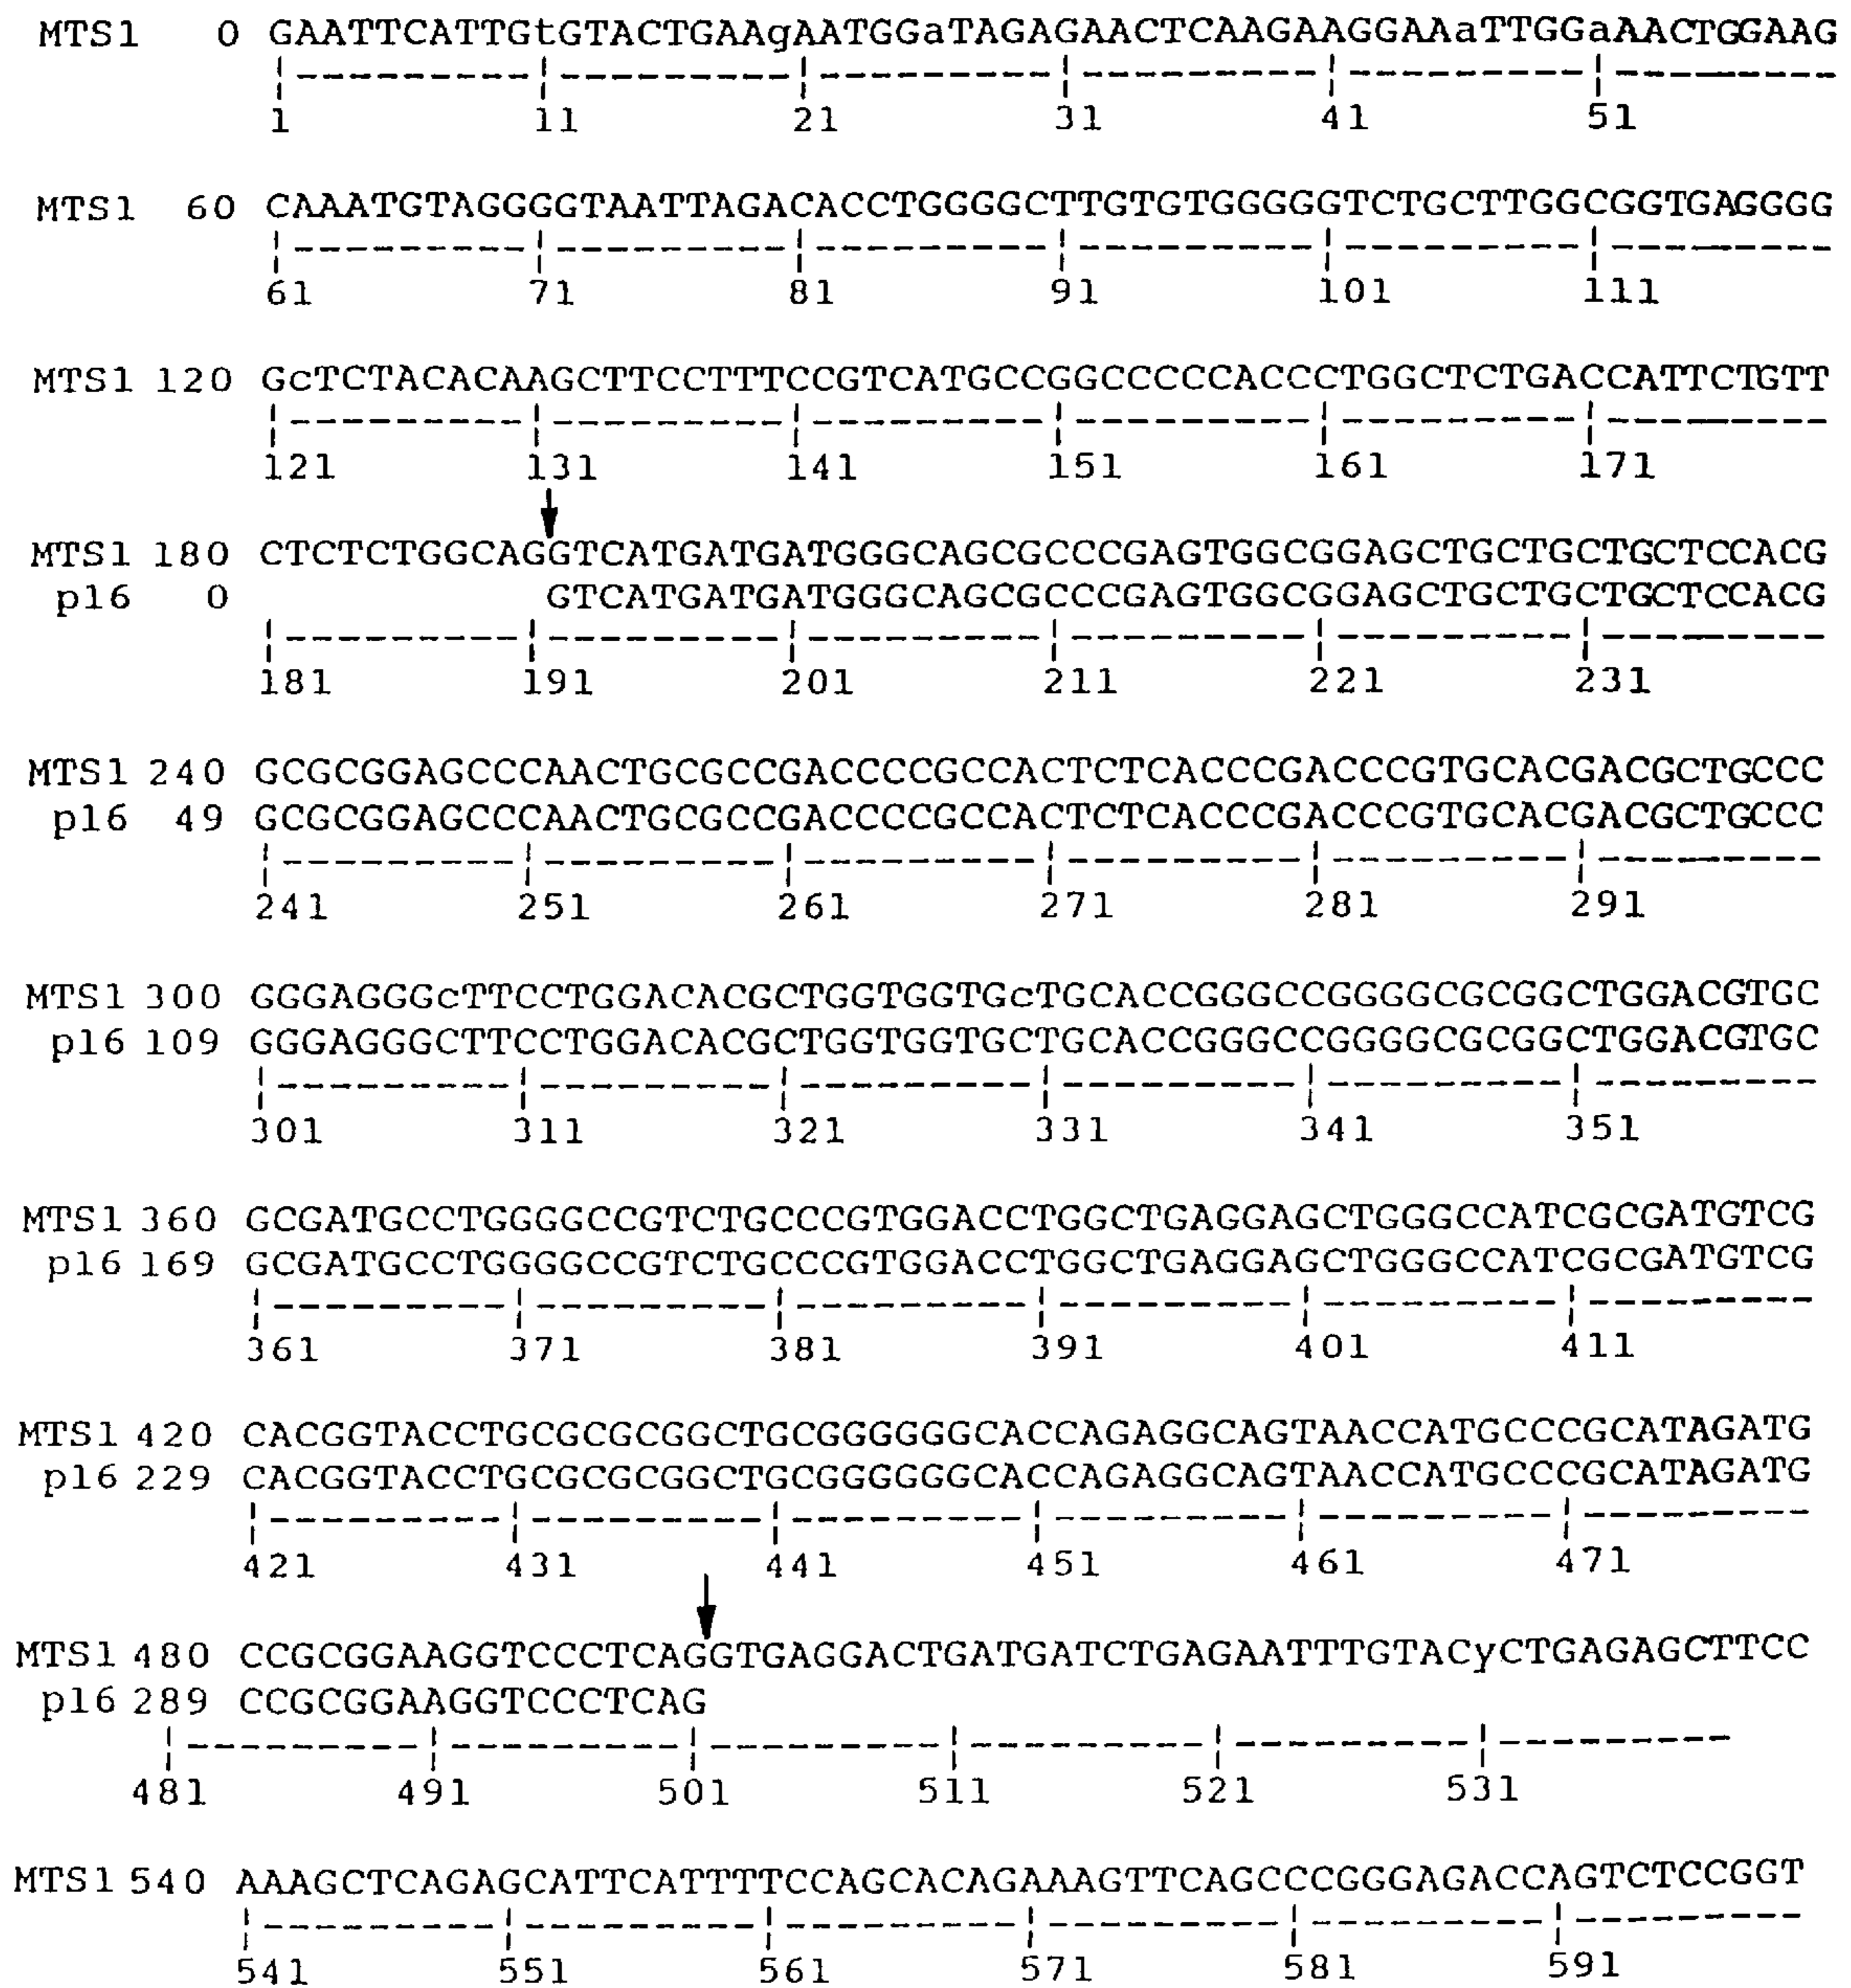 MTS1 0 GAATTCATTGtGTACTGAAgAATGGaTAGAGAACTCAAGAAGGAAaTTGGaAACTGGAAG
1 11 21 31 41 51
MTS1 60 CAAATGTAGGGGTAATTAGACACCTGGGGCTTGTGTGGGGGTCTGCTTGGCGGTGAGGGG
61 71 81 91 101 111
MTS1 120 GcTCTACACAAGCTTCCTTTCCGTCATGCCGGCCCCCACCCTGGCTCTGACCATTCTGTT
121 131 141 151 161 171
MTS1 180 CTCTCTGGCAGGTCATGATGATGGGCAGCGCCCGAGTGGCGGAGCTGCTGCTGCTCCACG
p16 0 GTCATGATGATGGGCAGCGCCCGAGTGGCGGAGCTGCTGCTGCTCCACG
181 191 201 211 221 231
MTS1 240 GCGCGGAGCCCAACTGCGCCGACCCCGCCACTCTCACCCGACCCGTGCACGACGCTGCCC
p16 49 GCGCGGAGCCCAACTGCGCCGACCCCGCCACTCTCACCCGACCCGTGCACGACGCTGCCC
241 251 261 271 281 291
MTS1 300 GGGAGGGcTTCCTGGACACGCTGGTGGTGcTGCACCGGGCCGGGGCGCGGCTGGACGTGC
p16 109 GGGAGGGCTTCCTGGACACGCTGGTGGTGCTGCACCGGGCCGGGGCGCGGCTGGACGTGC
301 311 321 331 341 351
MTS1 360 GCGATGCCTGGGGCCGTCTGCCCGTGGACCTGGCTGAGGAGCTGGGCCATCGCGATGTCG
p16 169 GCGATGCCTGGGGCCGTCTGCCCGTGGACCTGGCTGAGGAGCTGGGCCATCGCGATGTCG
361 371 381 391 401 411
MTS1 420 CACGGTACCTGCGCGCGGCTGCGGGGGGCACCAGAGGCAGTAACCATGCCCGCATAGATG
p16 229 CACGGTACCTGCGCGCGGCTGCGGGGGGCACCAGAGGCAGTAACCATGCCCGCATAGATG
421 431 441 451 461 471
MTS1 480 CCGCGGAAGGTCCCTCAGGTGAGGACTGATGATCTGAGAATTTGTACyCTGAGAGCTTCC
p16 289 CCGCGGAAGGTCCCTCAG
481 491 501 511 521 531
MTS1 540 AAAGCTCAGAGCATTCATTTTCCAGCACAGAAAGTTCAGCCCGGGAGACCAGTCTCCGGT
541 551 561 571 581 591